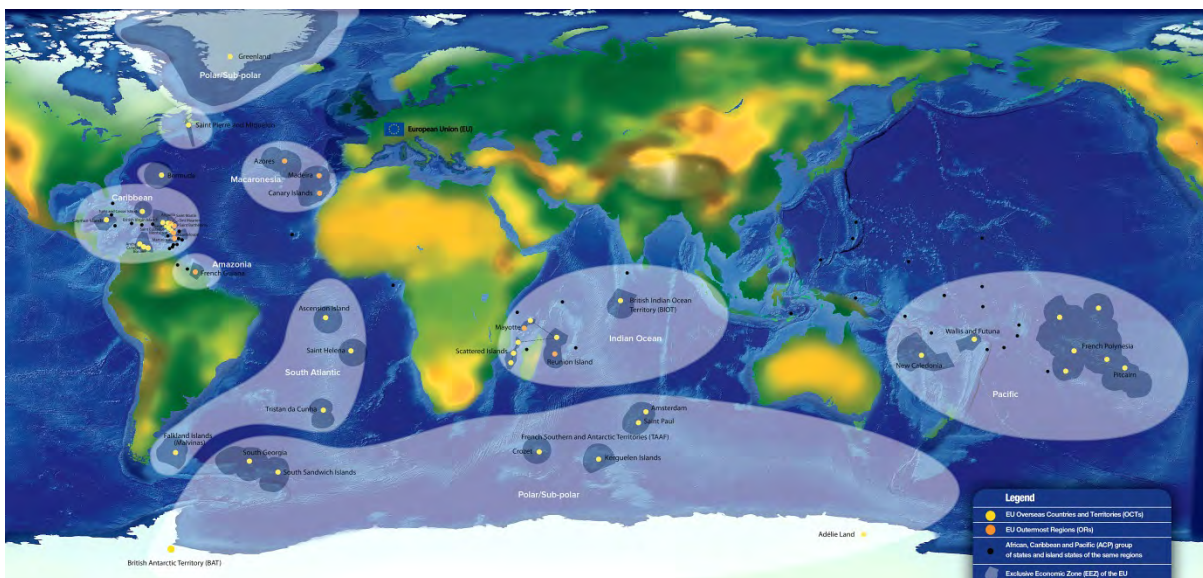 Greenland
Polar/Sub-polar
Saint Pierre and Miquelon
European Union (EU)
Azores
Madeira
Macaronesia
Canary Islands
Bermuda
Caribbean
Amazonia
French Guiana
Ascension Island
Saint Helena
South Atlantic
Tristan da Cunha
Falkland Islands
(Malvinas)
South Georgia
South Sandwich Islands
British Indian Ocean
Territory (BIOT)
Mayotte
Scattered Islands
Reunion Island
Indian Ocean
Wallis and Futuna
New Caledonia
French Polynesia
Pitcairn
Pacific
Amsterdam
Saint Paul
French Southern and Antarctic Territories (TAAF)
Crozet
Kerguelen Islands
Polar/Sub-polar
Adélie Land
British Antarctic Territory (BAT)
Legend
EU Overseas Countries and Territories (OCTs)
EU Outermost Regions (ORs)
African, Caribbean and Pacific (ACP) group
of states and island states of the same regions
Exclusive Economic Zone (EEZ) of the EU